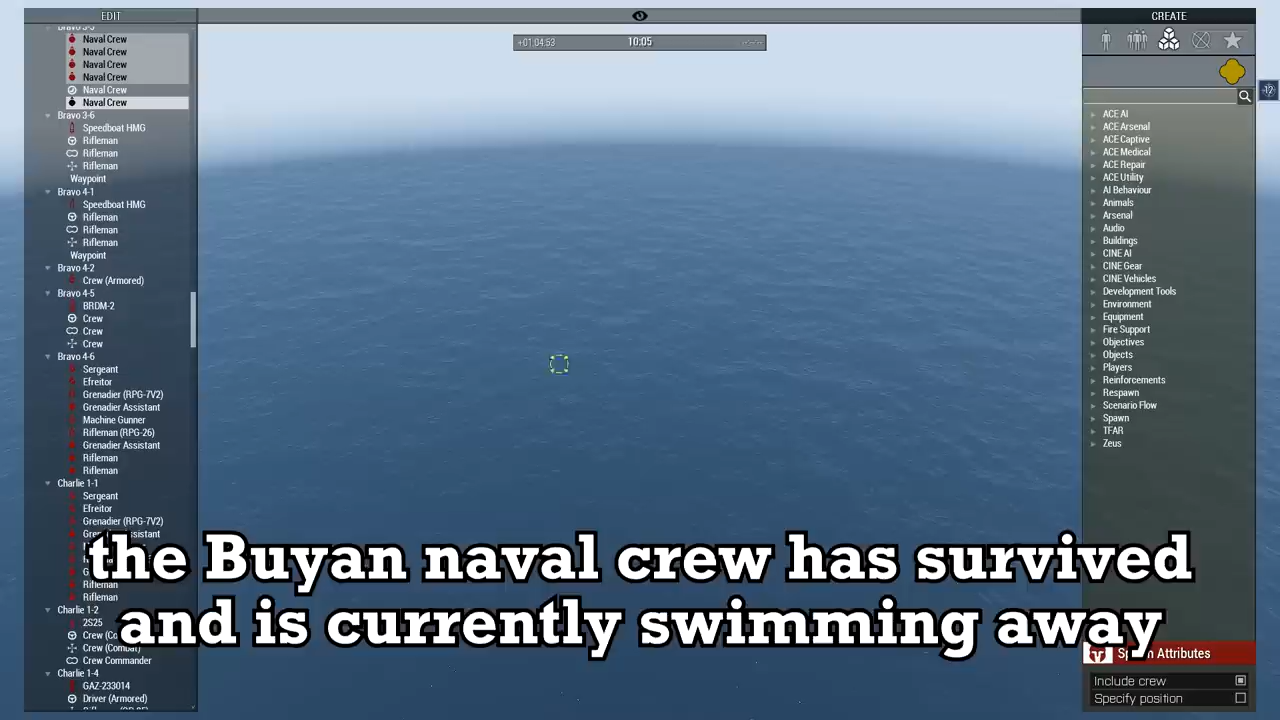 EDIT
CREATE
+01:04:53
10:05
Naval Crew
Naval Crew
Naval Crew
Naval Crew
Naval Crew
Naval Crew
Bravo 3-6
Speedboat HMG
Rifleman
Rifleman
Rifleman
Waypoint
Bravo 4-1
Speedboat HMG
Rifleman
Rifleman
Rifleman
Waypoint
Bravo 4-2
Crew (Armored)
Bravo 4-5
BRDM-2
Crew
Crew
Crew
Bravo 4-6
Sergeant
Efreitor
Grenadier (RPG-7V2)
Grenadier Assistant
Machine Gunner
Rifleman (RPG-26)
Grenadier Assistant
Rifleman
Rifleman
Charlie 1-1
Sergeant
Efreitor
Grenadier (RPG-7V2)
Rifleman
Rifleman
Charlie 1-2
2S25
Crew Commander
Charlie 1-4
GAZ-233014
Driver (Armored)
-12
ACE AI
ACE Arsenal
ACE Captive
ACE Medical
ACE Repair
ACE Utility
AI Behaviour
Animals
Arsenal
Audio
Buildings
CINE AI
CINE Gear
CINE Vehicles
Development Tools
Environment
Equipment
Fire Support
Objectives
Objects
Players
Reinforcements
Respawn
Scenario Flow
Spawn
TFAR
Zeus
the Buyan naval crew has survived
and is currently swimming away
Attributes
Include crew
Specify position